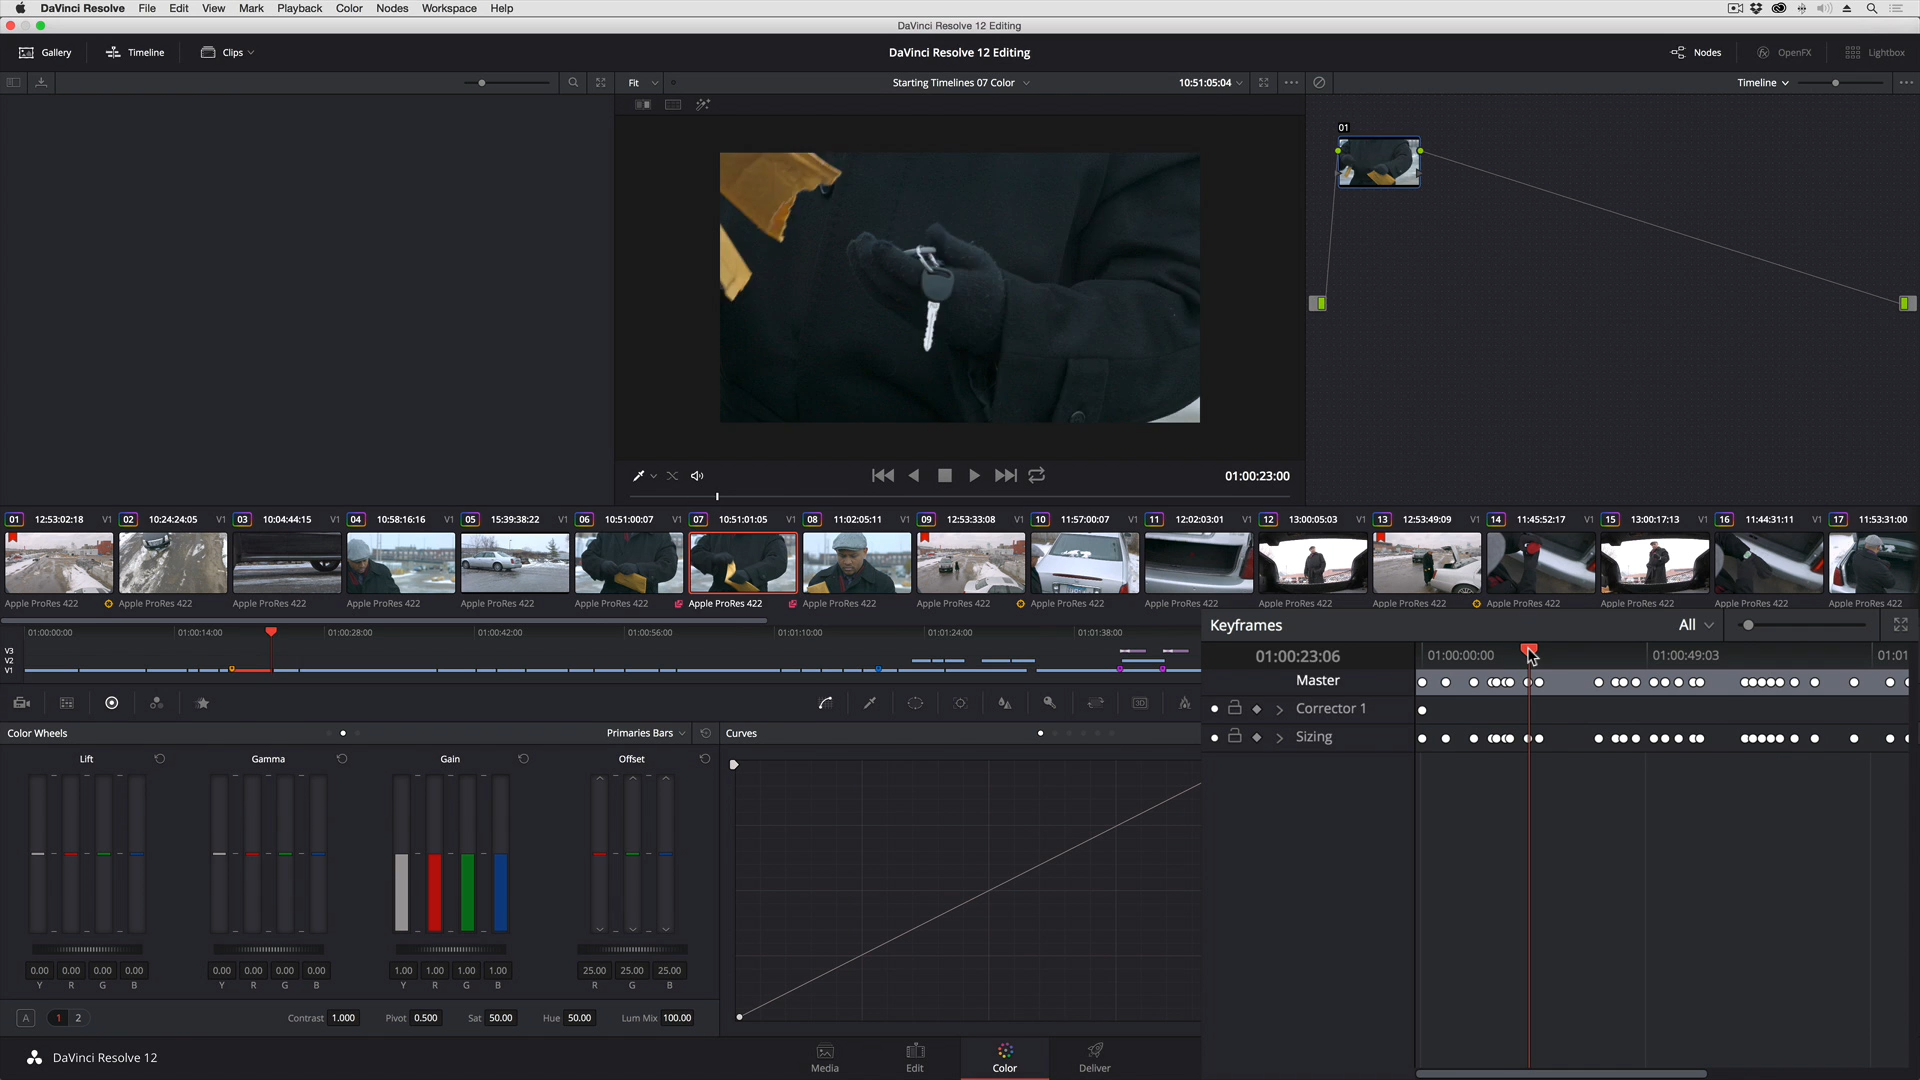 DaVinci Resolve File Edit View Mark Playback Color Nodes Workspace Help
DaVinci Resolve 12 Editing
Gallery Timeline Clips DaVinci Resolve 12 Editing Nodes OpenFX Lightbox
Fit Starting Timelines 07 Color 10:51:05:04 Timeline
01
01:00:23:00
01 12:53:02:18 V1 02 10:24:24:05 V1 03 10:04:44:15 V1 04 10:58:16:16 V1 05 15:39:38:22 V1 06 10:51:00:07 V1 07 10:51:01:05 V1 08 11:02:05:11 V1 09 12:53:33:08 V1 10 11:57:00:07 V1 11 12:02:03:01 V1 12 13:00:05:03 V1 13 12:53:49:09 V1 14 11:45:52:17 V1 15 13:00:17:13 V1 16 11:44:31:11 V1 17 11:53:31:00
Apple ProRes 422 Apple ProRes 422 Apple ProRes 422 Apple ProRes 422 Apple ProRes 422 Apple ProRes 422 Apple ProRes 422 Apple ProRes 422 Apple ProRes 422 Apple ProRes 422 Apple ProRes 422 Apple ProRes 422 Apple ProRes 422 Apple ProRes 422 Apple ProRes 422 Apple ProRes 422 Apple ProRes 422
01:00:00:00 01:00:14:00 01:00:28:00 01:00:42:00 01:00:56:00 01:01:10:00 01:01:24:00 01:01:38:00
V3
V2
V1
Keyframes All
01:00:23:06 01:00:00:00 01:00:49:03 01:01
Master
Corrector 1
Sizing
3D
Color Wheels Primaries Bars Curves
Lift Gamma Gain Offset
0.00 0.00 0.00 0.00 0.00 0.00 0.00 0.00 1.00 1.00 1.00 1.00 25.00 25.00 25.00
Y R G B Y R G B Y R G B R G B
A 1 2 Contrast 1.000 Pivot 0.500 Sat 50.00 Hue 50.00 Lum Mix 100.00
DaVinci Resolve 12 Media Edit Color Deliver